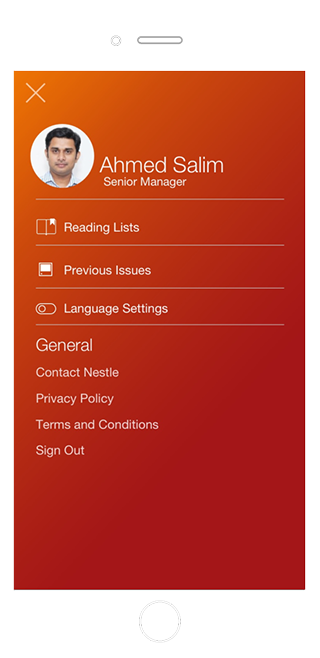 Ahmed Salim
Senior Manager
Reading Lists
Previous Issues
Language Settings
General
Contact Nestle
Privacy Policy
Terms and Conditions
Sign Out